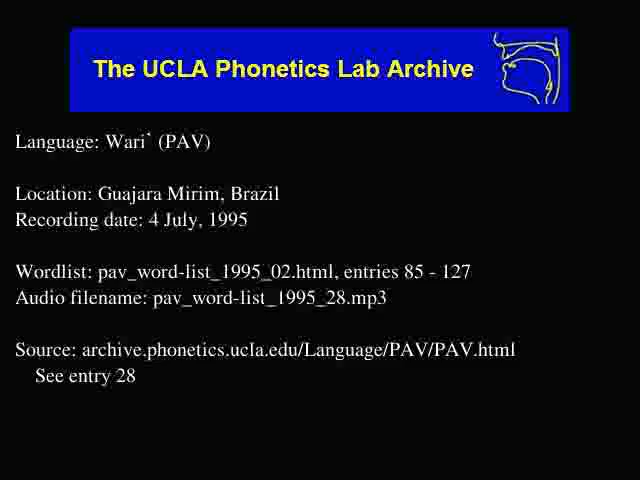 The UCLA Phonetics Lab Archive
Language: Wari` (PAV)
Location: Guajara Mirim, Brazil
Recording date: 4 July, 1995
Wordlist: pav_word-list_1995_02.html, entries 85 - 127
Audio filename: pav_word-list_1995_28.mp3
Source: archive.phonetics.ucla.edu/Language/PAV/PAV.html
See entry 28